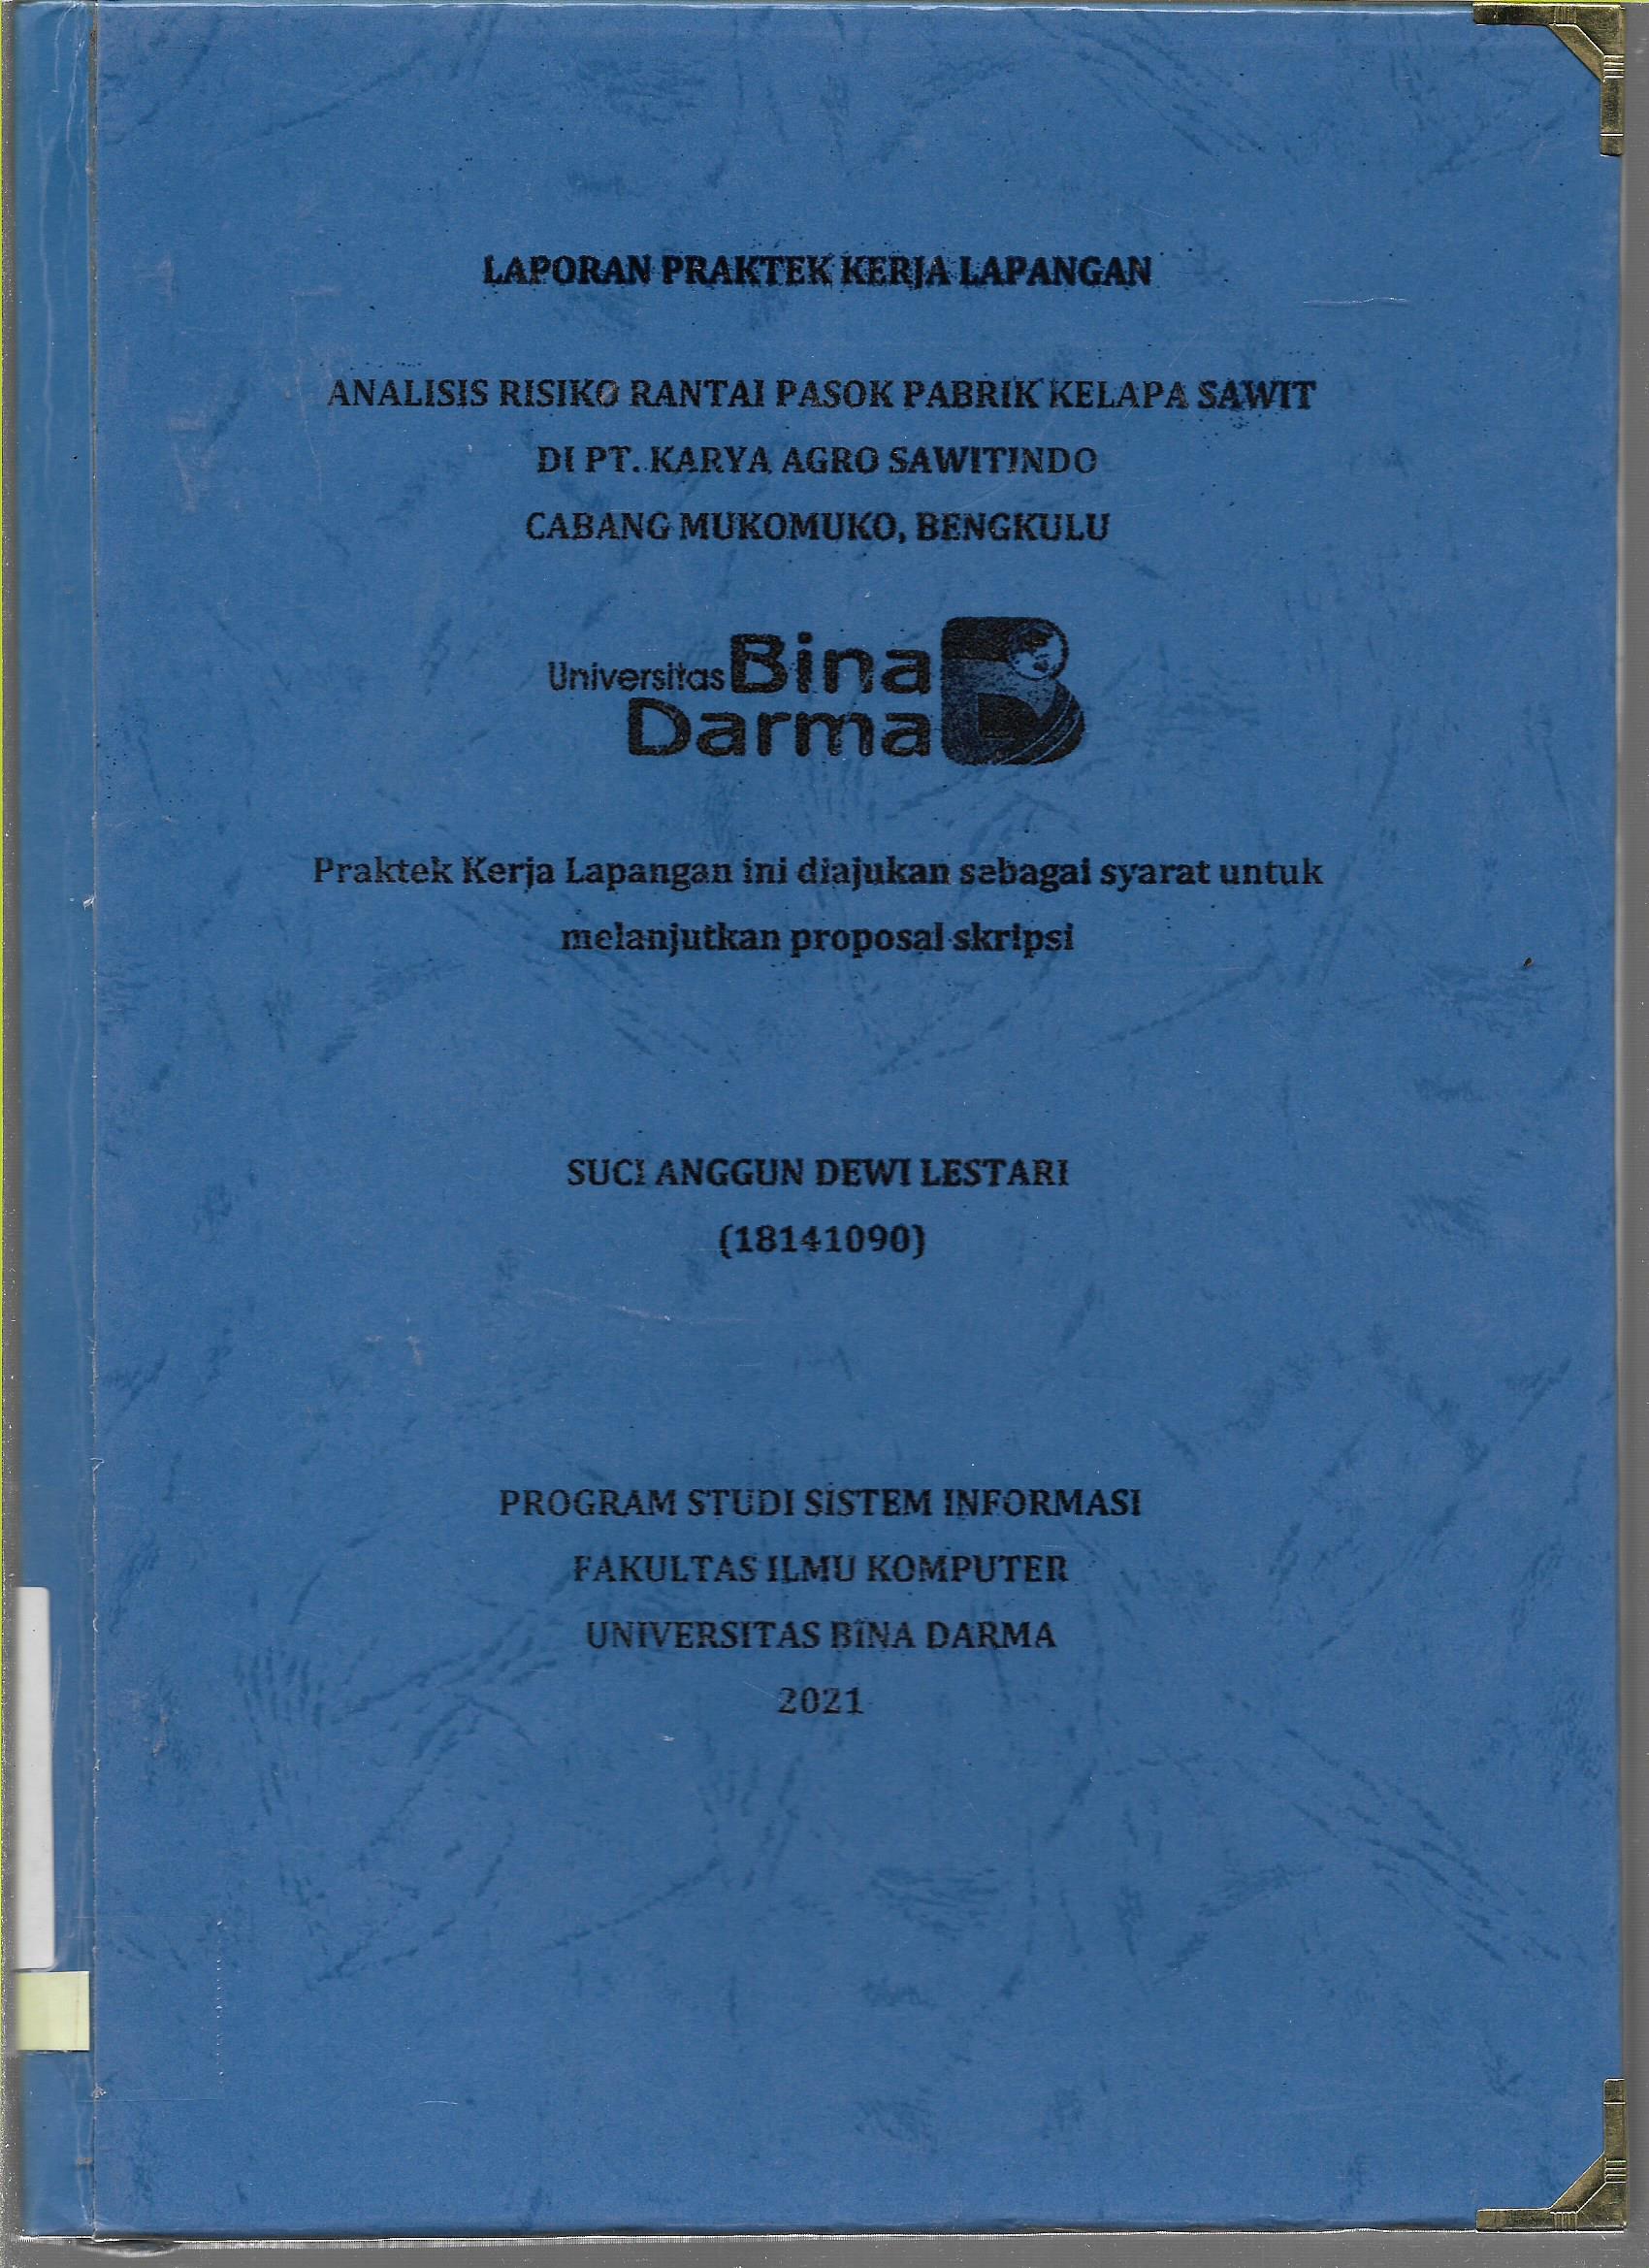 LAPORAN PRAKTEK KERJA LAPANGAN
ANALISIS RISIKO RANTAI PASOK PABRIK KELAPA SAWIT
DI PT. KARYA AGRO SAWITINDO
CABANG MUKOMUKO, BENGKULU
Universitas Bina
Darma
Praktek Kerja Lapangan ini diajukan sebagai syarat untuk
melanjutkan proposal skripsi
SUCI ANGGUN DEWI LESTARI
(18141090)
PROGRAM STUDI SISTEM INFORMASI
FAKULTAS ILMU KOMPUTER
UNIVERSITAS BINA DARMA
2021